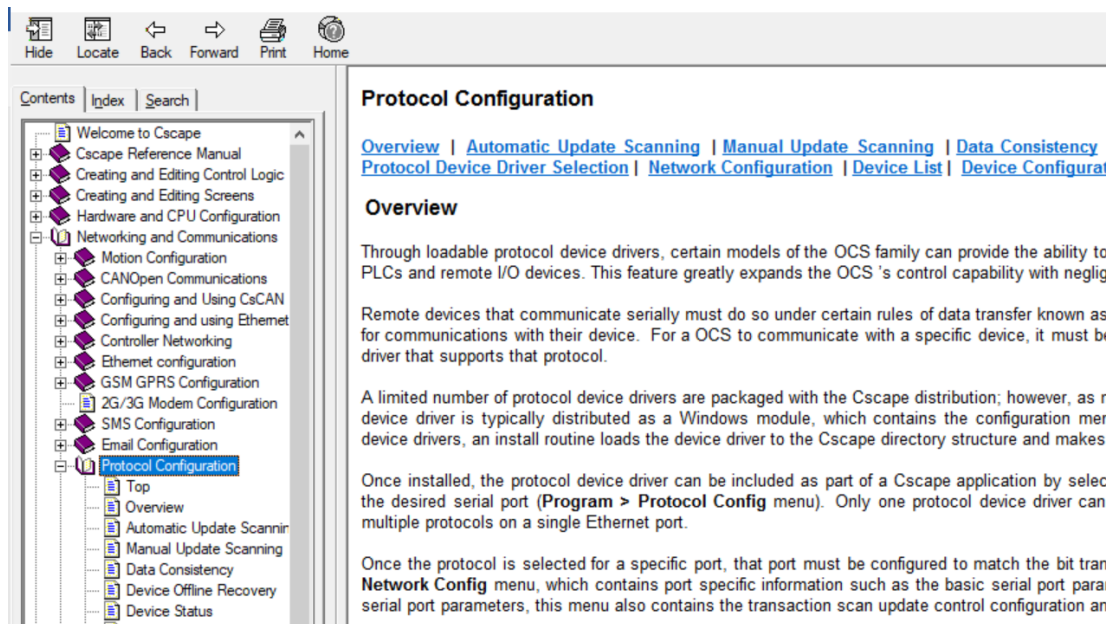 Hide Locate Back Forward Print Home
Contents Index Search
Welcome to Cscape
Cscape Reference Manual
Creating and Editing Control Logic
Creating and Editing Screens
Hardware and CPU Configuration
Networking and Communications
Motion Configuration
CANOpen Communications
Configuring and Using CsCAN
Configuring and using Ethernet
Controller Networking
Ethernet configuration
GSM GPRS Configuration
2G/3G Modem Configuration
SMS Configuration
Email Configuration
Protocol Configuration
Top
Overview
Automatic Update Scannin
Manual Update Scanning
Data Consistency
Device Offline Recovery
Device Status
Protocol Configuration
Overview | Automatic Update Scanning | Manual Update Scanning | Data Consistency
Protocol Device Driver Selection | Network Configuration | Device List | Device Configurat
Overview
Through loadable protocol device drivers, certain models of the OCS family can provide the ability to
PLCs and remote I/O devices. This feature greatly expands the OCS 's control capability with neglig
Remote devices that communicate serially must do so under certain rules of data transfer known as
for communications with their device. For a OCS to communicate with a specific device, it must be
driver that supports that protocol.
A limited number of protocol device drivers are packaged with the Cscape distribution; however, as
device driver is typically distributed as a Windows module, which contains the configuration
device drivers, an install routine loads the device driver to the Cscape directory structure and makes
Once installed, the protocol device driver can be included as part of a Cscape application by selec
the desired serial port (Program > Protocol Config menu). Only one protocol device driver can
multiple protocols on a single Ethernet port.
Once the protocol is selected for a specific port, that port must be configured to match the bit tran
Network Config menu, which contains port specific information such as the basic serial port para
serial port parameters, this menu also contains the transaction scan update control configuration an